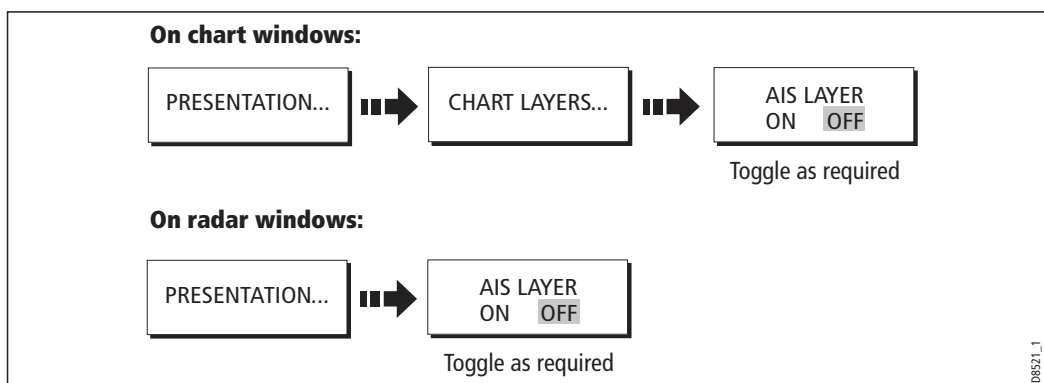 On chart windows:
PRESENTATION...
CHART LAYERS...
AIS LAYER
ON OFF
Toggle as required
On radar windows:
PRESENTATION...
AIS LAYER
ON OFF
Toggle as required
D8521_1